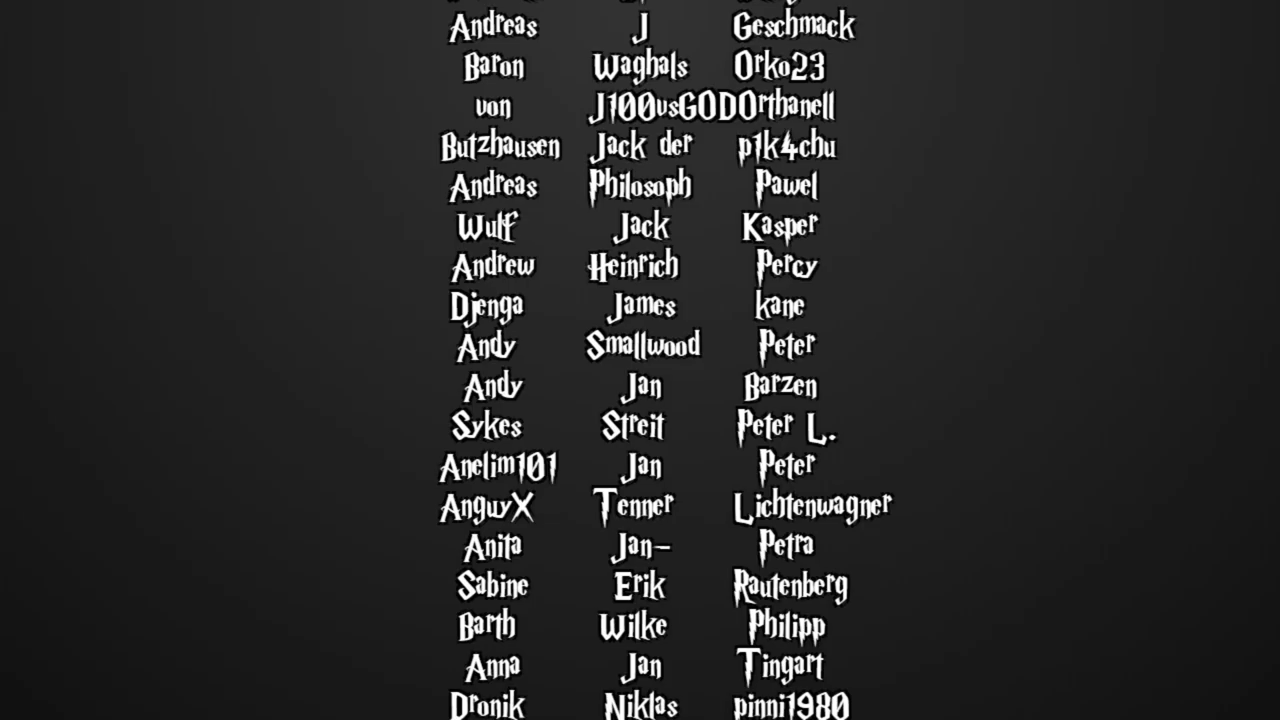 Andreas
Baron
von
Butzhausen
Andreas
Wulf
Andrew
Djenga
Andy
Andy
Sykes
Anelim101
AnguyX
Anita
Sabine
Barth
Anna
Dronik
J
Waghals
J100vsGOD
Jack der
Philosoph
Jack
Heinrich
James
Smallwood
Jan
Streit
Jan
Tenner
Jan-
Erik
Wilke
Jan
Niklas
Geschmack
Orko23
Orthanell
p1k4chu
Pawel
Kasper
Percy
kane
Peter
Barzen
Peter L.
Peter
Lichtenwagner
Petra
Rautenberg
Philipp
Tingart
pinni1980